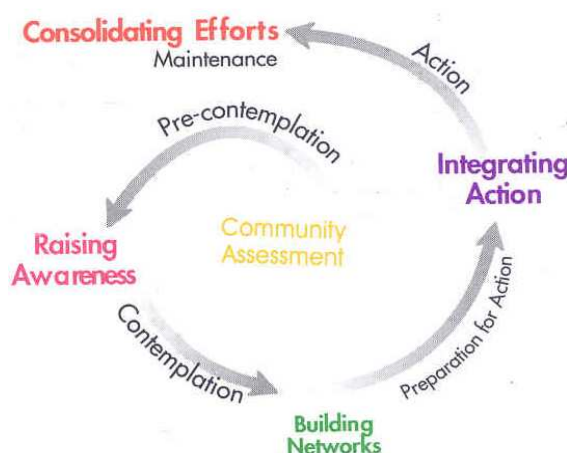 Consolidating Efforts
Maintenance
Action
Pre-contemplation
Integrating
Action
Community
Assessment
Raising
Awareness
Contemplation
Preparation for Action
Building
Networks